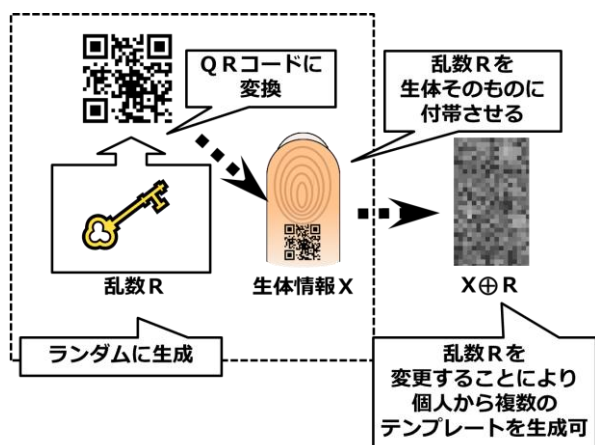 QRコードに
変換
乱数Rを
生体そのものに
付帯させる
乱数R
生体情報X
X⊕R
ランダムに生成
乱数Rを
変更することにより
個人から複数の
テンプレートを生成可